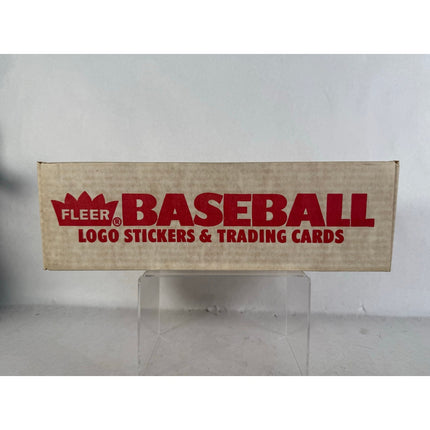 FLEER® BASEBALL
LOGO STICKERS & TRADING CARDS